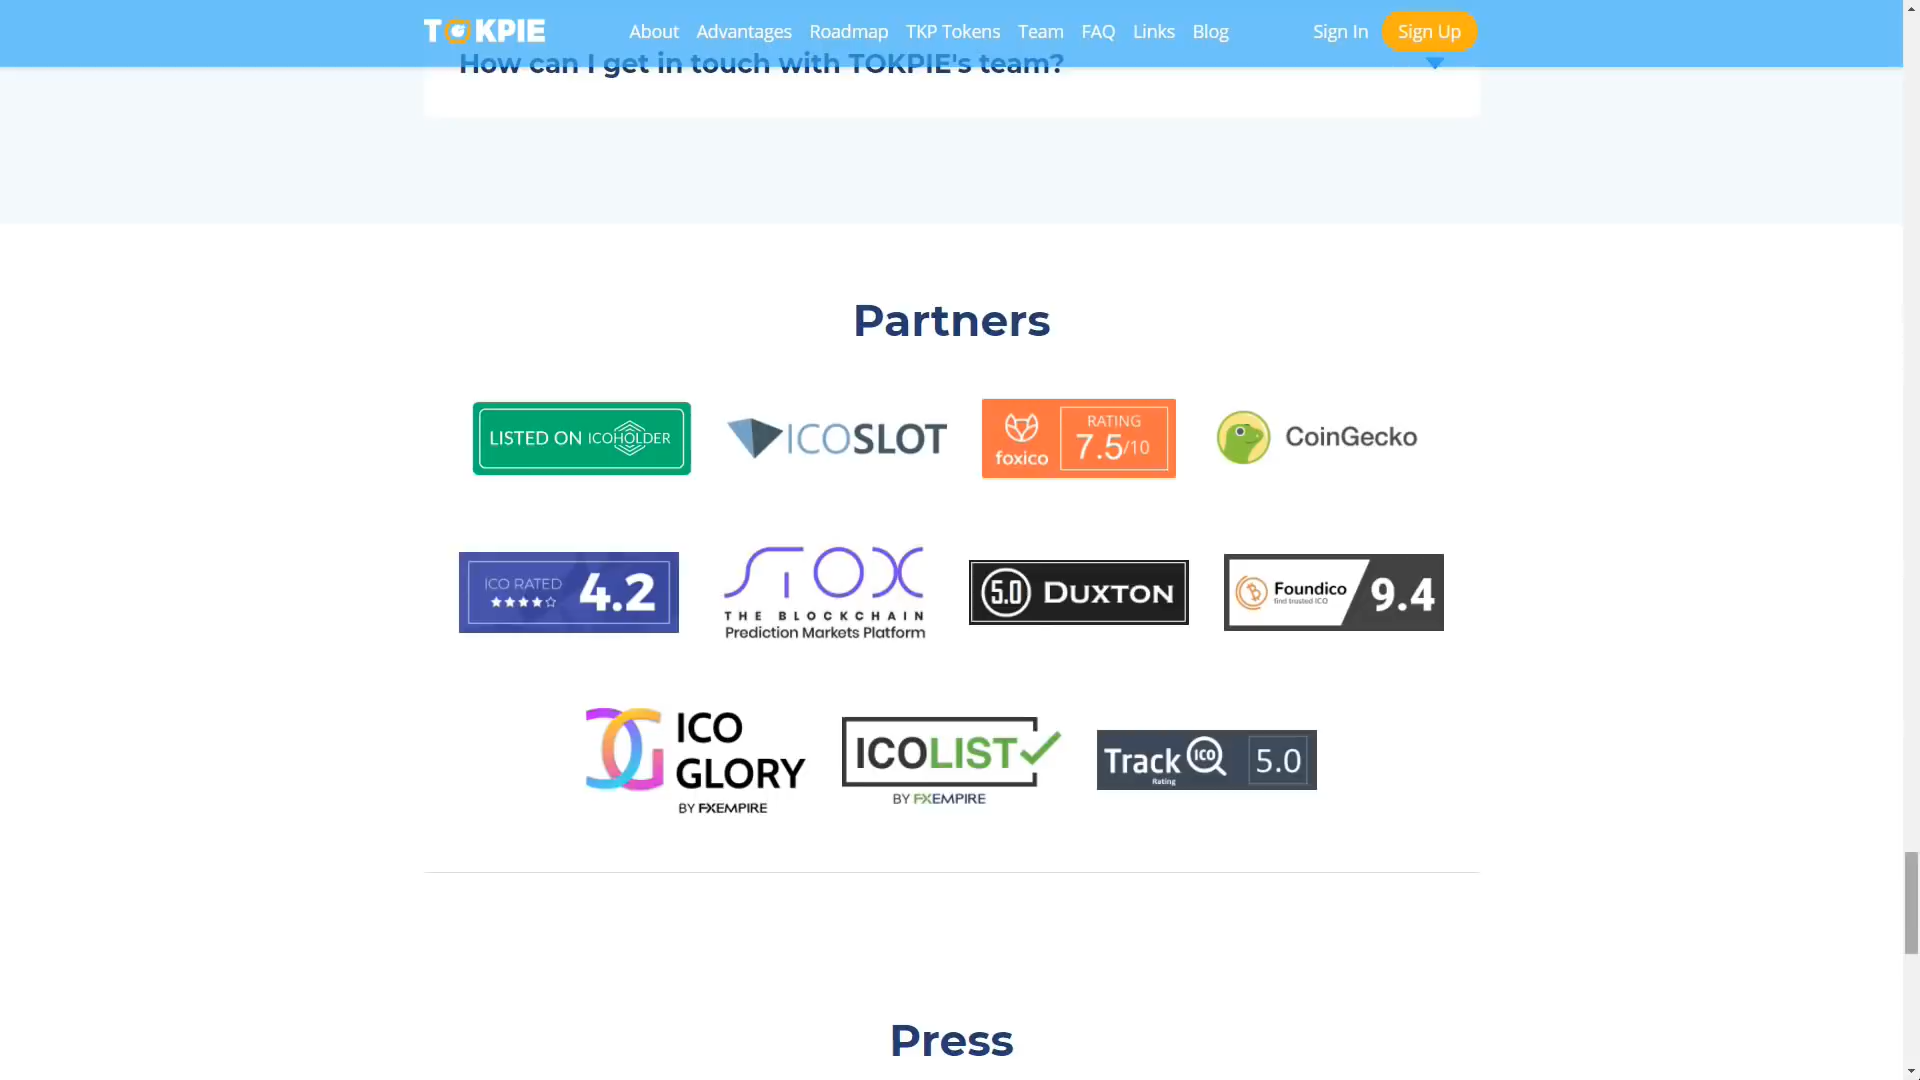 TOKPIE About Advantages Roadmap TKP Tokens Team FAQ Links Blog Sign In Sign Up
How can I get in touch with TOKPIE's team?
Partners
LISTED ON ICOHOLDER
ICOSLOT
foxico
RATING
7.5/10
CoinGecko
ICO RATED
4.2
STOX
THE BLOCKCHAIN
Prediction Markets Platform
5.0 DUXTON
Foundico
find trusted ICO
9.4
ICO
GLORY
BY FXEMPIRE
ICOLIST
BY FXEMPIRE
Track ICO
Rating
5.0
Press